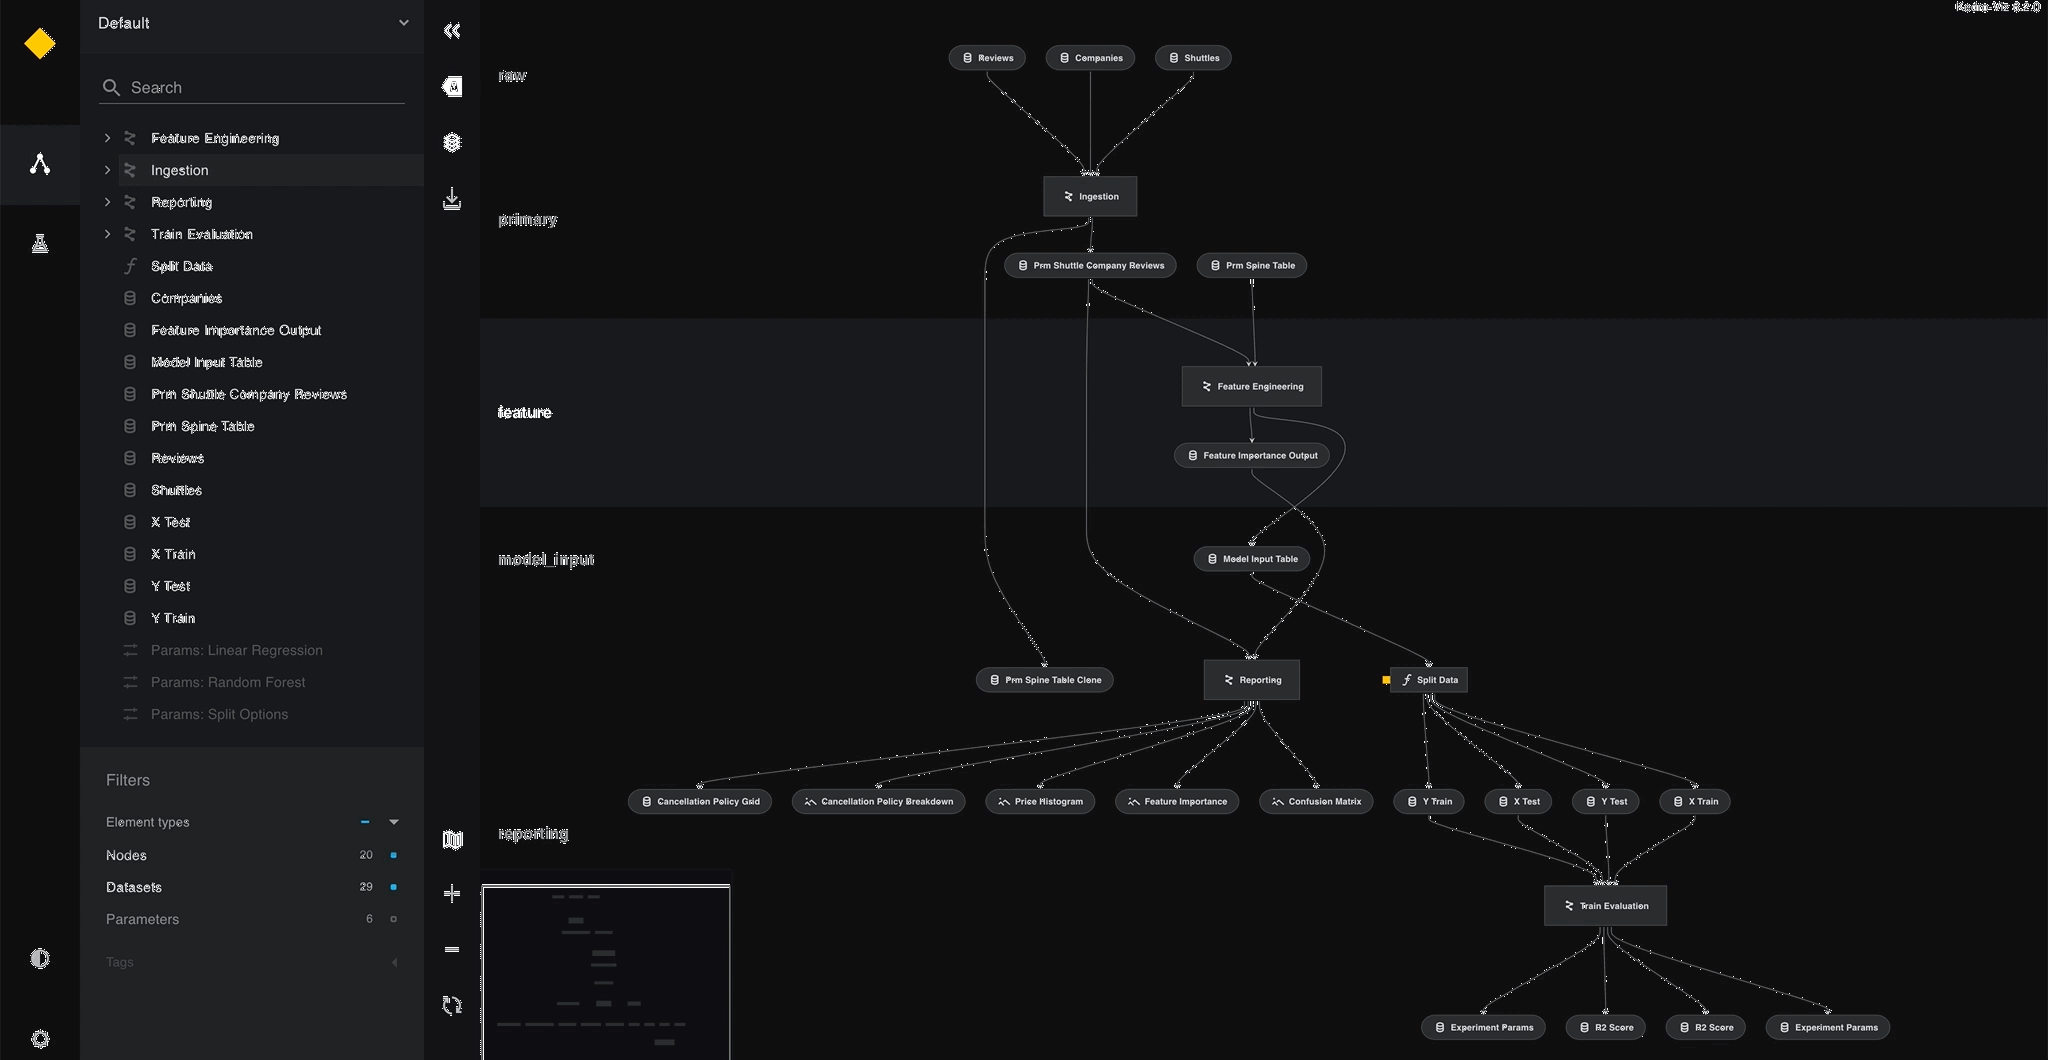 Default
Search
Feature Engineering
Ingestion
Reporting
Train Evaluation
Split Data
Companies
Feature Importance Output
Model Input Table
Prm Shuttle Company Reviews
Prm Spine Table
Reviews
Shuttles
X Test
X Train
Y Test
Y Train
Params: Linear Regression
Params: Random Forest
Params: Split Options
Filters
Element types
Nodes 20
Datasets 29
Parameters 6
Tags
Kedro-Viz 6.2.0
raw
primary
feature
model_input
reporting
Reviews Companies Shuttles
Ingestion
Prm Shuttle Company Reviews Prm Spine Table
Feature Engineering
Feature Importance Output
Model Input Table
Prm Spine Table Clone Reporting Split Data
Cancellation Policy Grid Cancellation Policy Breakdown Price Histogram Feature Importance Confusion Matrix Y Train X Test Y Test X Train
Train Evaluation
Experiment Params R2 Score R2 Score Experiment Params